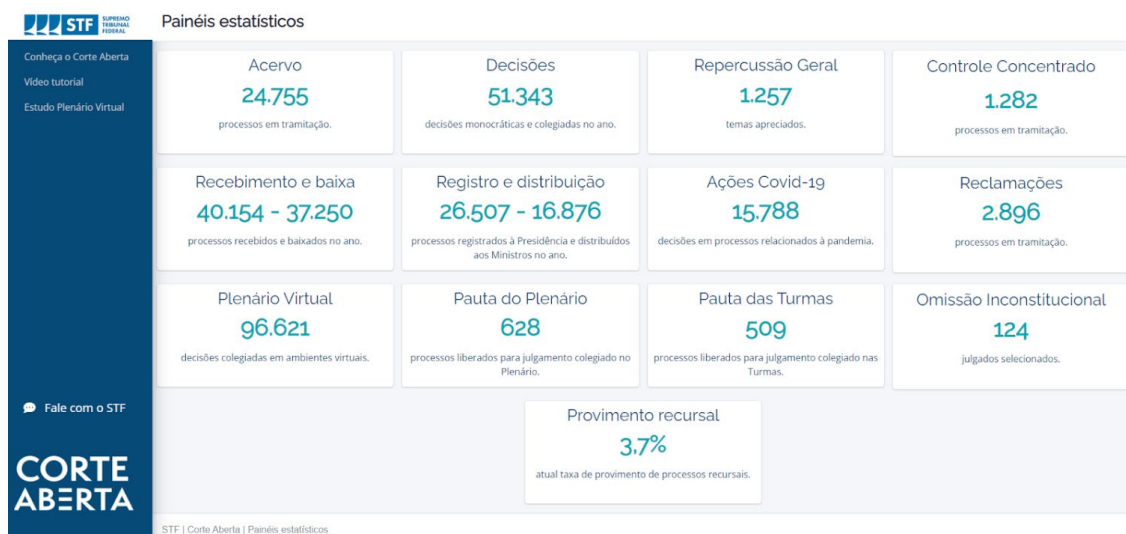 STF
SUPREMO
TRIBUNAL
FEDERAL
Painéis estatísticos
Conheça o Corte Aberta
Vídeo tutorial
Estudo Plenário Virtual
Acervo
24.755
processos em tramitação.
Decisões
51.343
decisões monocráticas e colegiadas no ano.
Repercussão Geral
1.257
temas apreciados.
Controle Concentrado
1.282
processos em tramitação.
Recebimento e baixa
40.154 - 37.250
processos recebidos e baixados no ano.
Registro e distribuição
26.507 - 16.876
processos registrados à Presidência e distribuídos
aos Ministros no ano.
Ações Covid-19
15.788
decisões em processos relacionados à pandemia.
Reclamações
2.896
processos em tramitação.
Plenário Virtual
96.621
decisões colegiadas em ambientes virtuais.
Pauta do Plenário
628
processos liberados para julgamento colegiado no
Plenário.
Pauta das Turmas
509
processos liberados para julgamento colegiado nas
Turmas.
Omissão Inconstitucional
124
julgados selecionados.
Provimento recursal
3,7%
atual taxa de provimento de processos recursais.
Fale com o STF
CORTE
ABERTA
STF | Corte Aberta | Painéis estatísticos